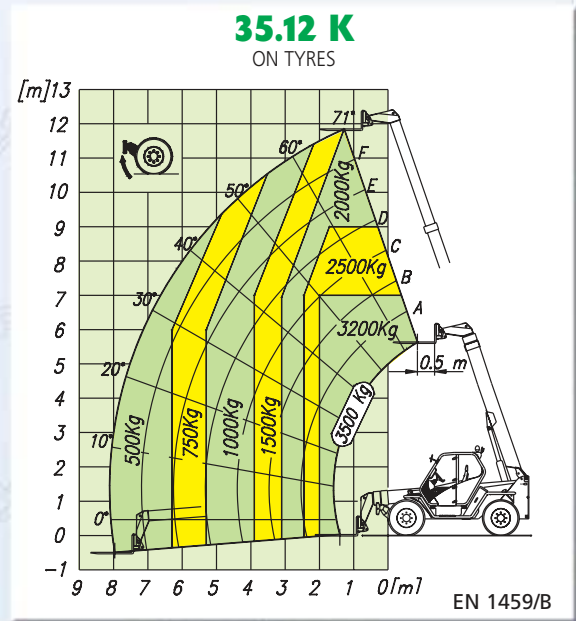 35.12 K
ON TYRES
[m]13
12
11
10
9
8
7
6
5
4
3
2
1
0
-1
71°
60°
50°
40°
30°
20°
10°
0°
F
E
D
C
B
A
2000Kg
2500Kg
3200Kg
3500 Kg
500Kg
750Kg
1000Kg
1500Kg
0.5 m
9 8 7 6 5 4 3 2 1 0[m]
EN 1459/B